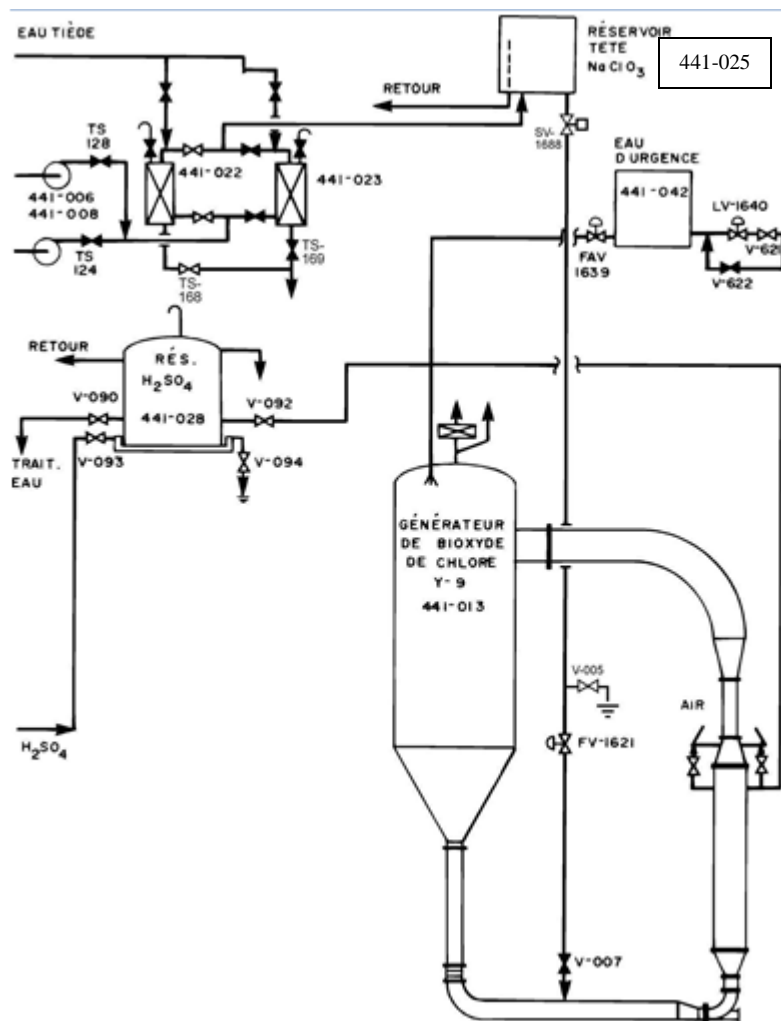 EAU TIÈDE
RÉSERVOIR
TÊTE
NaClO₃
441-025
RETOUR
TS
128
SV-
1688
EAU
D'URGENCE
441-022
441-023
441-006
441-008
441-042
LV-1640
TS
124
TS-
169
FAV
1639
V-621
V-622
TS-
168
RETOUR
RÉS.
H₂SO₄
441-028
V-090
V-092
TRAIT.
EAU
V-093
V-094
GÉNÉRATEUR
DE BIOXYDE
DE CHLORE
Y-9
441-013
V-005
AIR
FV-1621
H₂SO₄
V-007